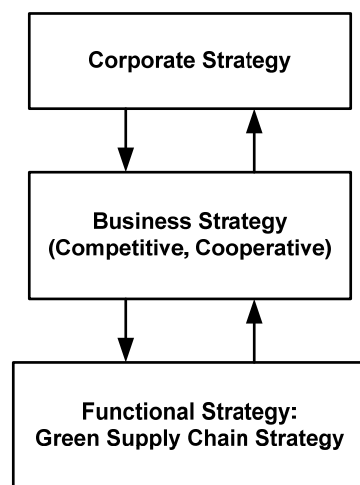 Corporate Strategy
Business Strategy
(Competitive, Cooperative)
Functional Strategy:
Green Supply Chain Strategy